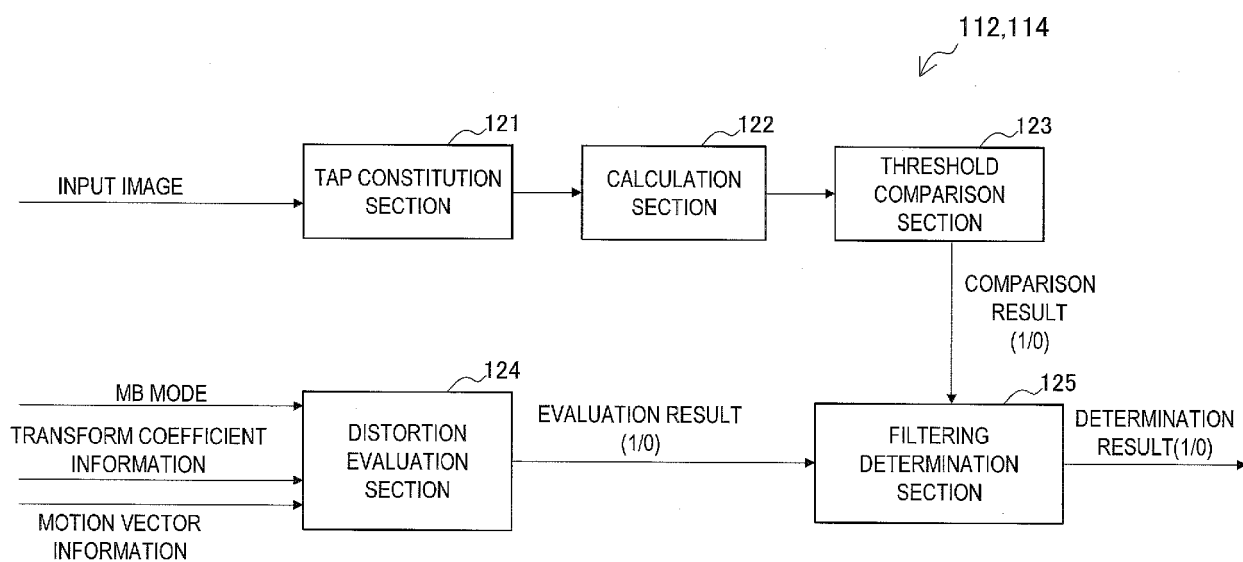 112,114
121
TAP CONSTITUTION
SECTION
122
CALCULATION
SECTION
123
THRESHOLD
COMPARISON
SECTION
INPUT IMAGE
COMPARISON
RESULT
(1/0)
MB MODE
TRANSFORM COEFFICIENT
INFORMATION
MOTION VECTOR
INFORMATION
124
DISTORTION
EVALUATION
SECTION
EVALUATION RESULT
(1/0)
125
FILTERING
DETERMINATION
SECTION
DETERMINATION
RESULT(1/0)